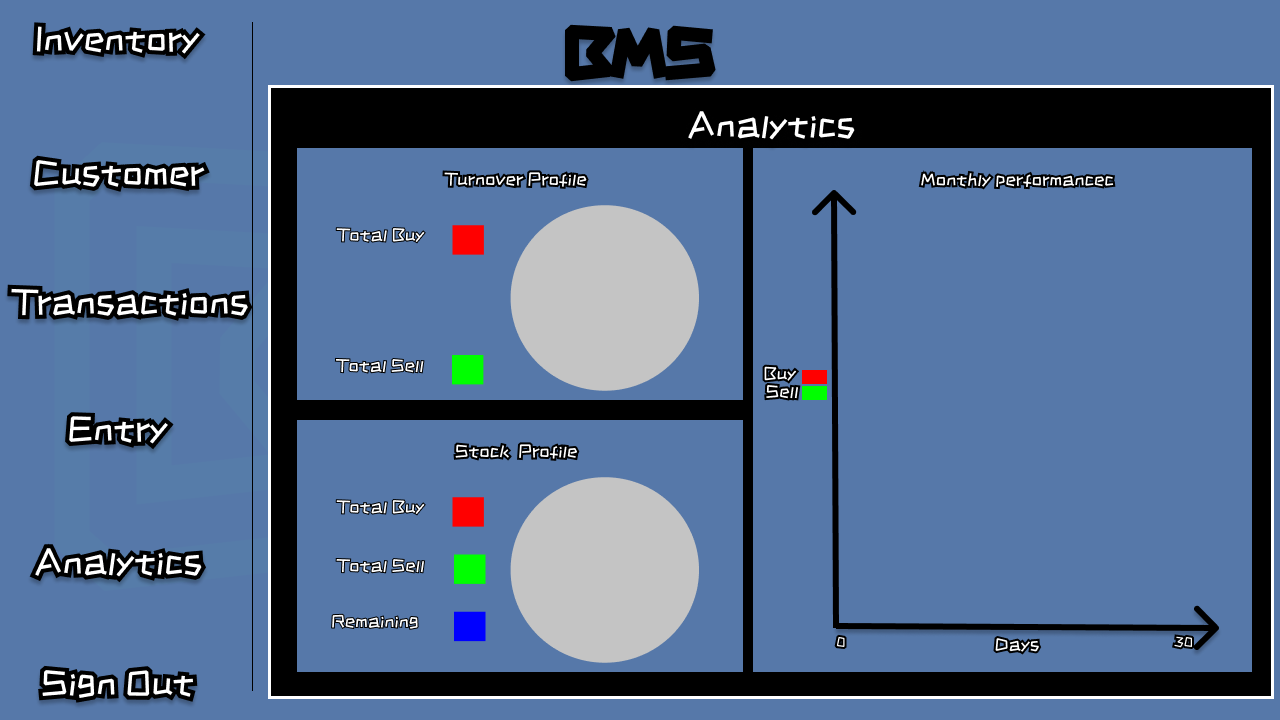 BMS
Inventory
Customer
Transactions
Entry
Analytics
Sign Out
Analytics
Turnover Profile
Total Buy
Total Sell
Stock Profile
Total Buy
Total Sell
Remaining
Monthly performancec
Buy
Sell
0
Days
30